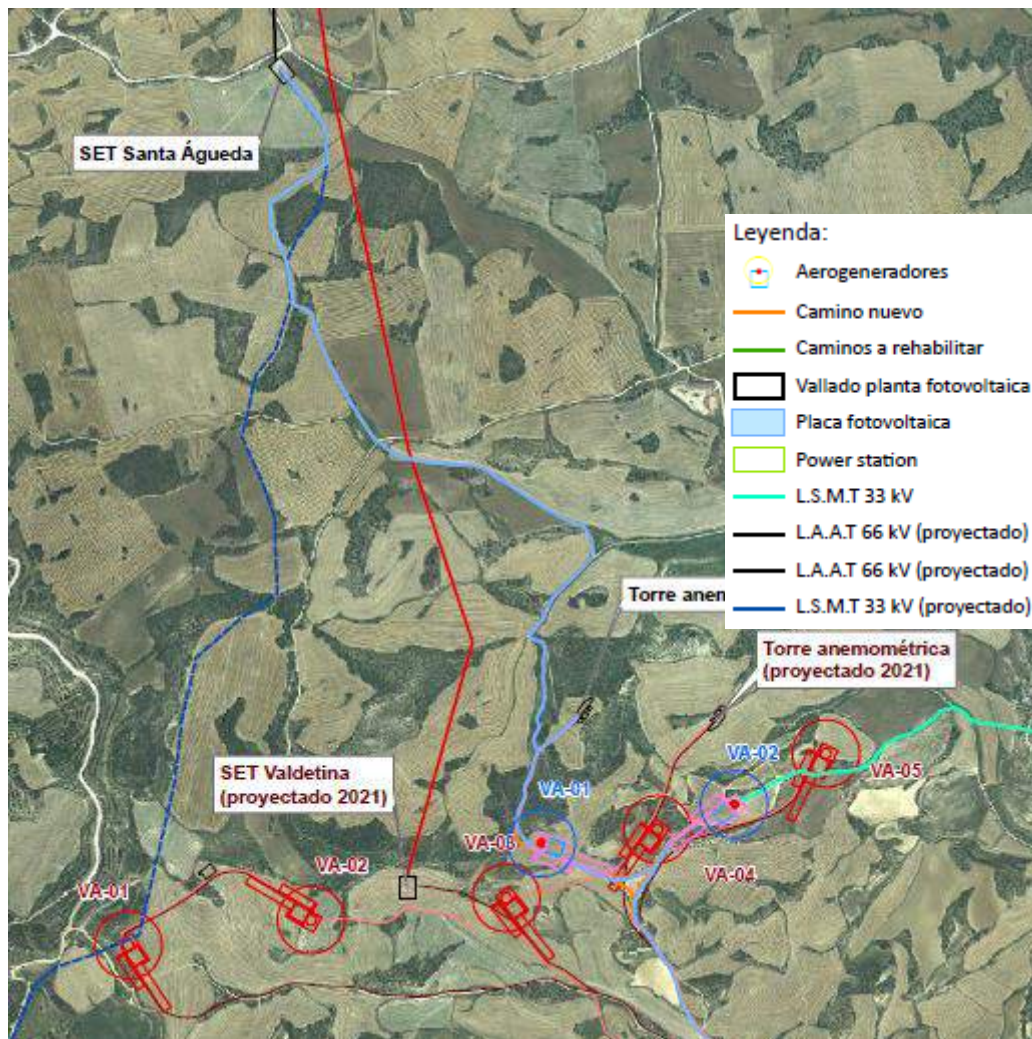 SET Santa Águeda
Leyenda:
Aerogeneradores
Camino nuevo
Caminos a rehabilitar
Vallado planta fotovoltaica
Placa fotovoltaica
Power station
L.S.M.T 33 kV
L.A.A.T 66 kV (proyectado)
L.A.A.T 66 kV (proyectado)
L.S.M.T 33 kV (proyectado)
Torre anem
Torre anemométrica
(proyectado 2021)
SET Valdetina
(proyectado 2021)
VA-01
VA-02
VA-05
VA-03
VA-02
VA-04
VA-01